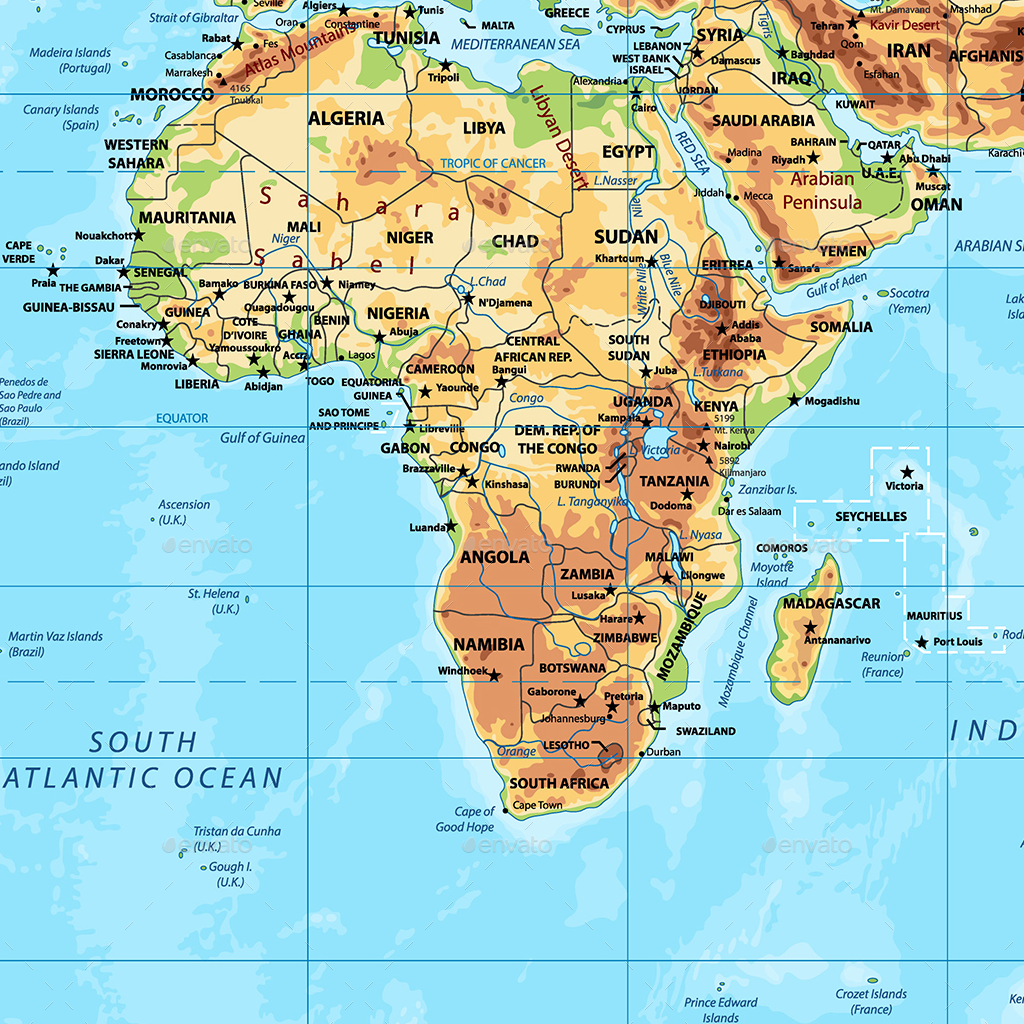 Seville
Algiers
Tunis
Strait of Gibraltar
Oran
Constantine
MALTA
GREECE
CYPRUS
SYRIA
Tigris
Tehran
Mt. Damavand
Mashhad
Kavir Desert
Rabat
Fes
Atlas Mountains
TUNISIA
MEDITERRANEAN SEA
LEBANON
WEST BANK
ISRAEL
Damascus
Baghdad
Qom
IRAN
AFGHANIS
Madeira Islands
(Portugal)
Casablanca
Marrakesh
4165
Toubkal
Tripoli
Alexandria
Cairo
JORDAN
IRAQ
Esfahan
MOROCCO
KUWAIT
Canary Islands
(Spain)
ALGERIA
LIBYA
Libyan Desert
EGYPT
RED SEA
SAUDI ARABIA
BAHRAIN
QATAR
WESTERN
SAHARA
TROPIC OF CANCER
Madina
Riyadh
Abu Dhabi
Karachi
U.A.E.
L.Nasser
Arabian
Peninsula
Muscat
Jiddah
Mecca
OMAN
Sahara
MAURITANIA
MALI
Niger
NIGER
CHAD
SUDAN
Nile
Nouakchott
CAPE
VERDE
Dakar
Sahel
Khartoum
White Nile
Blue Nile
ERITREA
YEMEN
Sana'a
ARABIAN S
Praia
SENEGAL
THE GAMBIA
Bamako
BURKINA FASO
Niamey
L.Chad
Gulf of Aden
Socotra
(Yemen)
GUINEA-BISSAU
GUINEA
Ouagadougou
N'Djamena
DJIBOUTI
Conakry
Freetown
SIERRA LEONE
Monrovia
COTE
D'IVOIRE
Yamoussoukro
GHANA
BENIN
NIGERIA
Abuja
Accra
Lagos
CENTRAL
AFRICAN REP.
SOUTH
SUDAN
Addis
Ababa
ETHIOPIA
SOMALIA
LIBERIA
Abidjan
TOGO
EQUATORIAL
GUINEA
CAMEROON
Yaounde
Bangui
Juba
L.Turkana
Penedos de
Sao Pedre and
Sao Paulo
(Brazil)
SAO TOME
AND PRINCIPE
Congo
UGANDA
Kampala
KENYA
5199
Mt. Kenya
Mogadishu
EQUATOR
Gulf of Guinea
Libreville
GABON
CONGO
DEM. REP. OF
THE CONGO
L. Victoria
Nairobi
5892
Kilimanjaro
Brazzaville
Kinshasa
RWANDA
BURUNDI
TANZANIA
Dodoma
Zanzibar Is.
Dar es Salaam
Victoria
SEYCHELLES
Ascension
(U.K.)
Luanda
L. Tanganyika
L. Nyasa
ANGOLA
ZAMBIA
Lusaka
MALAWI
Lilongwe
COMOROS
Moyotte
Island
St. Helena
(U.K.)
Harare
ZIMBABWE
MOZAMBIQUE
Mozambique Channel
MADAGASCAR
Antananarivo
MAURITIUS
Port Louis
Martin Vaz Islands
(Brazil)
NAMIBIA
Windhoek
BOTSWANA
Gaborone
Pretoria
Johannesburg
Maputo
SWAZILAND
Reunion
(France)
SOUTH
ATLANTIC OCEAN
IND
Orange
LESOTHO
Durban
SOUTH AFRICA
Cape Town
Cape of
Good Hope
Tristan da Cunha
(U.K.)
Gough I.
(U.K.)
Prince Edward
Islands
Crozet Islands
(France)
envato